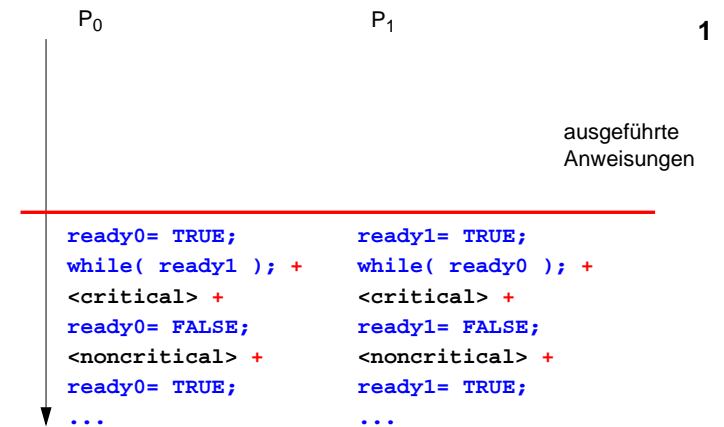 P0 P1
1
ausgeführte
Anweisungen
ready0= TRUE; ready1= TRUE;
while( ready1 ); + while( ready0 ); +
<critical> + <critical> +
ready0= FALSE; ready1= FALSE;
<noncritical> + <noncritical> +
ready0= TRUE; ready1= TRUE;
... ...